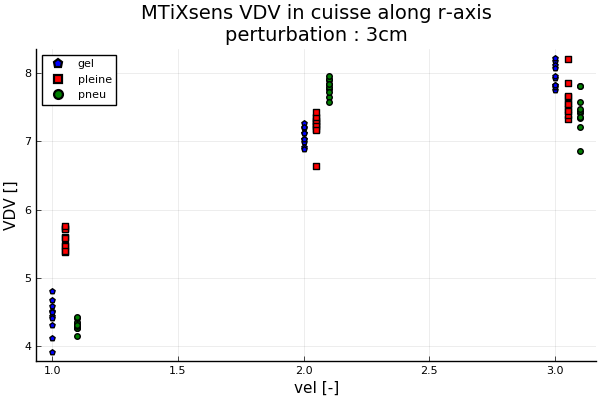 MTiXsens VDV in cuisse along r-axis
perturbation : 3cm
gel
pleine
pneu
VDV []
8
7
6
5
4
1.0
1.5
2.0
2.5
3.0
vel [-]